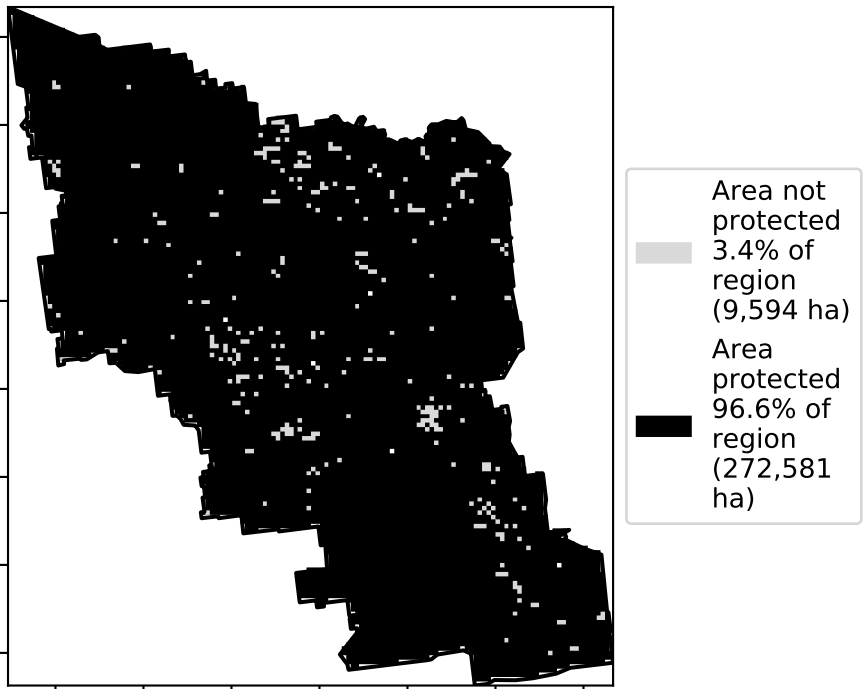 Area not
protected
3.4% of
region
(9,594 ha)
Area
protected
96.6% of
region
(272,581
ha)